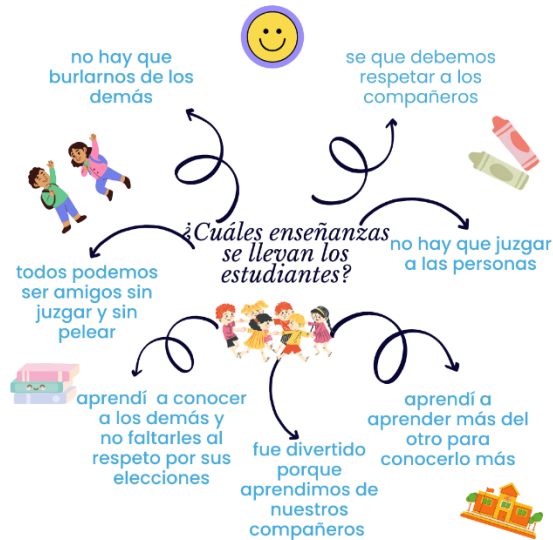 no hay que
burlarnos de los
demás
se que debemos
respetar a los
compañeros
¿Cuáles enseñanzas
se llevan los
estudiantes?
no hay que juzgar
a las personas
todos podemos
ser amigos sin
juzgar y sin
pelear
aprendí a conocer
a los demás y
no faltarles al
respeto por sus
elecciones
fue divertido
porque
aprendimos de
nuestros
compañeros
aprendí a
aprender más del
otro para
conocerlo más